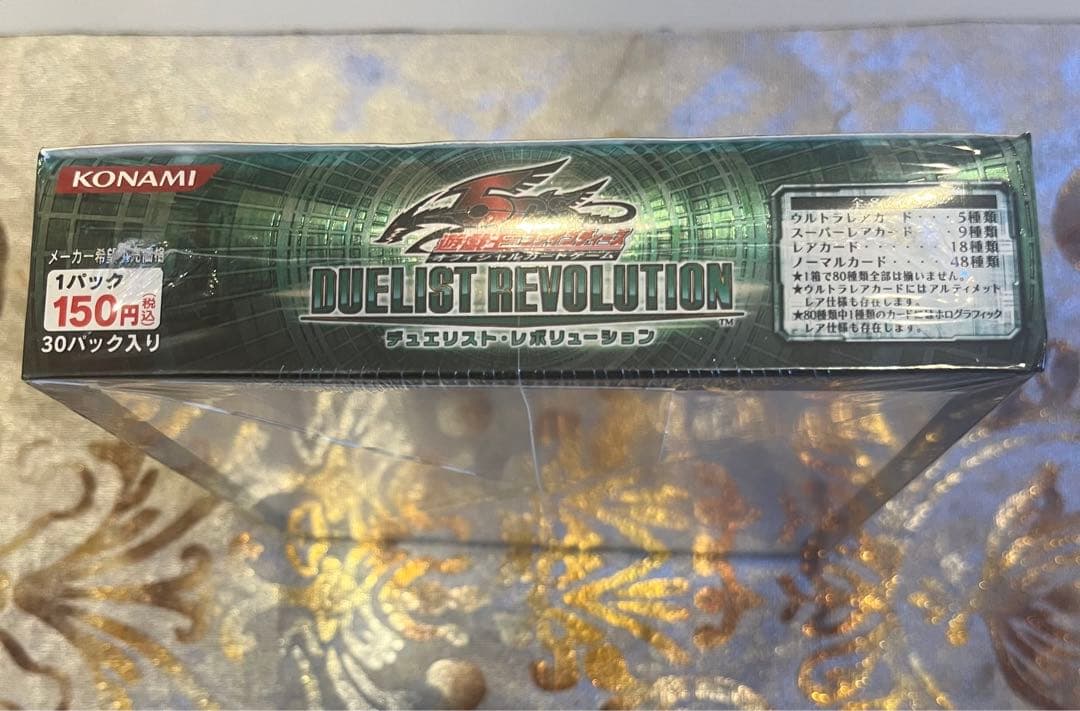 KONAMI
メーカー希望小売価格
1パック
150円(税込)
30パック入り
5D's
遊戯王ファイブディーズ
オフィシャルカードゲーム
DUELIST REVOLUTION
TM
デュエリスト・レボリューション
ウルトラレアカード・・・5種類
スーパーレアカード・・・9種類
レアカード・・・・・・18種類
ノーマルカード・・・・48種類
★1箱で80種類全部は揃いません。
★ウルトラレアカードにはアルティメット
レア仕様も存在します。
★80種類中1種類のカードにはホログラフィック
レア仕様も存在します。